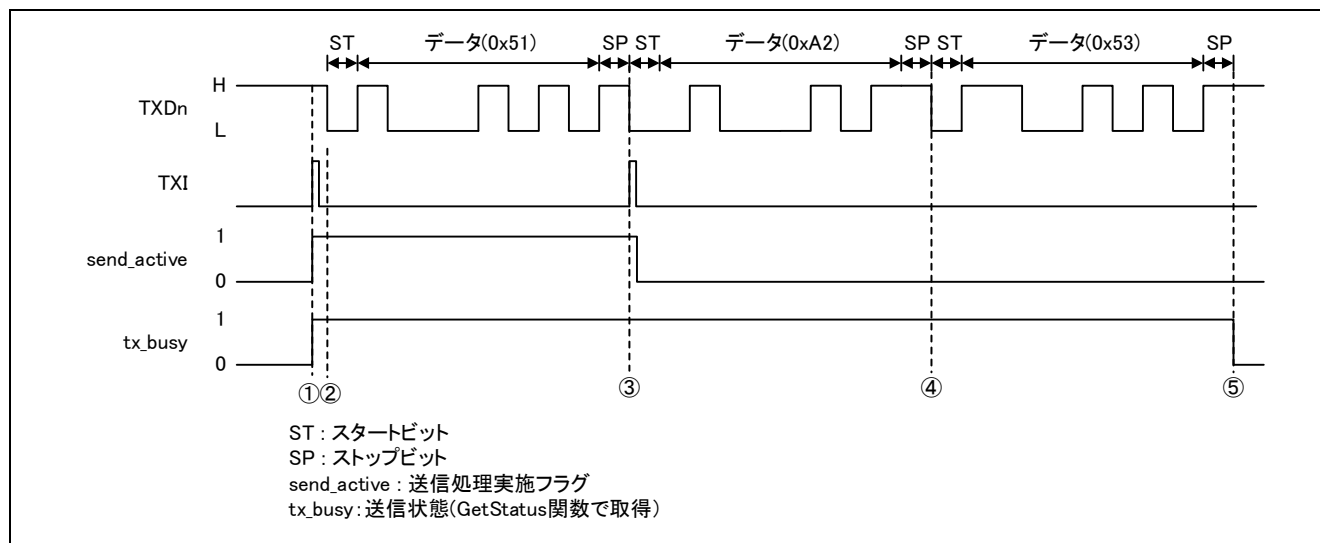 ST データ(0x51) SP ST データ(0xA2) SP ST データ(0x53) SP
H
TXDn
L
TXI
1
send_active
0
1
tx_busy
0
①② ③ ④ ⑤
ST : スタートビット
SP : ストップビット
send_active : 送信処理実施フラグ
tx_busy : 送信状態(GetStatus関数で取得)